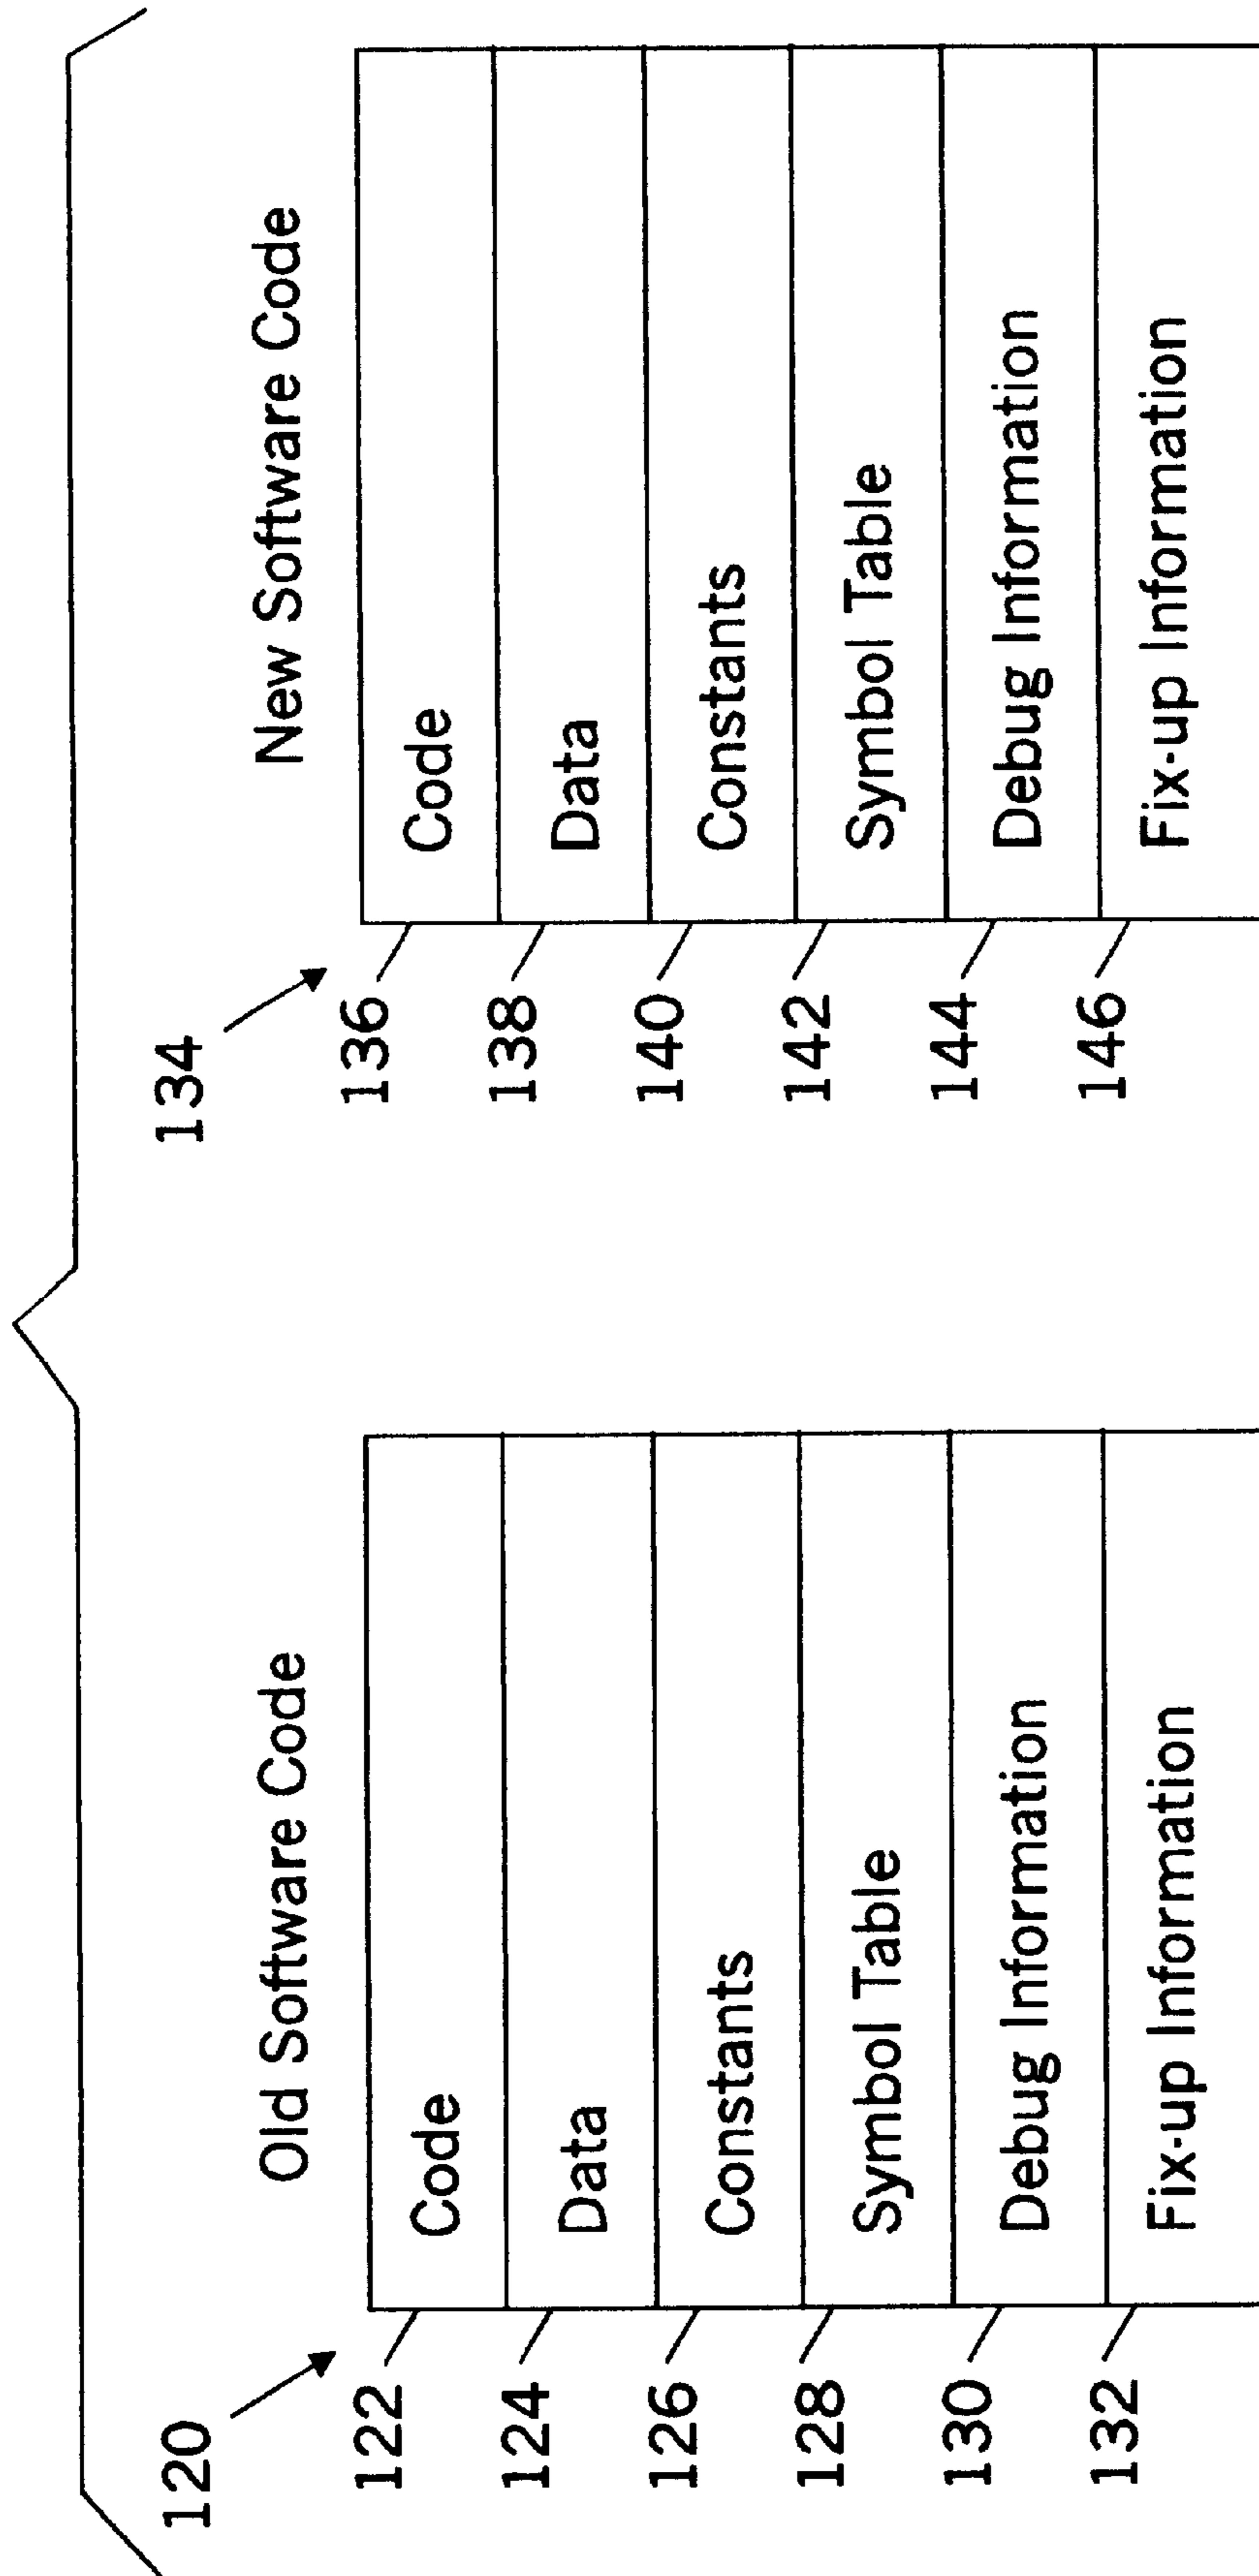 120
Old Software Code
122
Code
124
Data
126
Constants
128
Symbol Table
130
Debug Information
132
Fix-up Information
134
New Software Code
136
Code
138
Data
140
Constants
142
Symbol Table
144
Debug Information
146
Fix-up Information